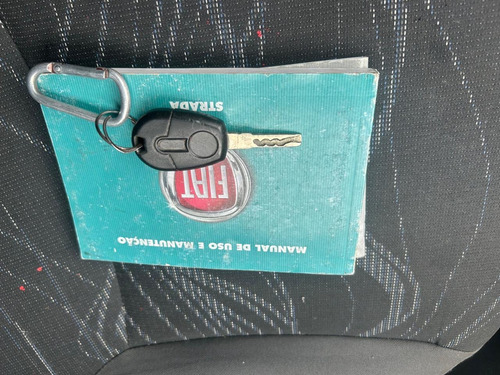 MANUAL DE USO E MANUTENÇÃO
FIAT
STRADA